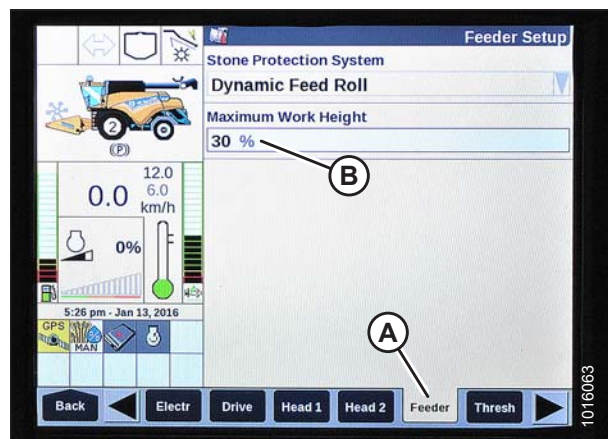 Feeder Setup
Stone Protection System
Dynamic Feed Roll
Maximum Work Height
30 %
B
2
(P)
12.0
0.0 6.0
km/h
0%
F
E
5:26 pm - Jan 13, 2016
GPS
MAN
A
Back Electr Drive Head 1 Head 2 Feeder Thresh
1016063